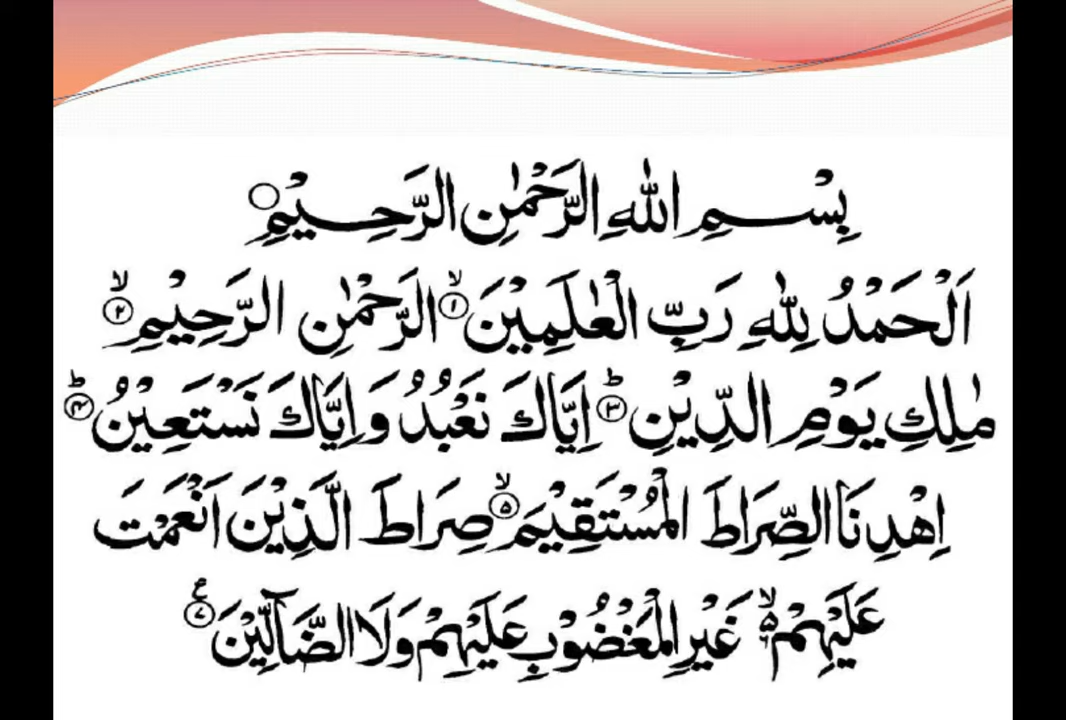 بِسْمِ اللهِ الرَّحْمٰنِ الرَّحِيْمِ ○
اَلْحَمْدُ لِلّٰهِ رَبِّ الْعٰلَمِيْنَ ۙ﴿۱﴾ الرَّحْمٰنِ الرَّحِيْمِ ۙ﴿۲﴾
مٰلِكِ يَوْمِ الدِّيْنِ ؕ﴿۳﴾ اِيَّاكَ نَعْبُدُ وَاِيَّاكَ نَسْتَعِيْنُ ؕ﴿۴﴾
اِهْدِنَا الصِّرَاطَ الْمُسْتَقِيْمَ ۙ﴿۵﴾ صِرَاطَ الَّذِيْنَ اَنْعَمْتَ
عَلَيْهِمْ ۙ۬ۦ غَيْرِ الْمَغْضُوْبِ عَلَيْهِمْ وَلَا الضَّآلِّيْنَ ﴿۷﴾ ع